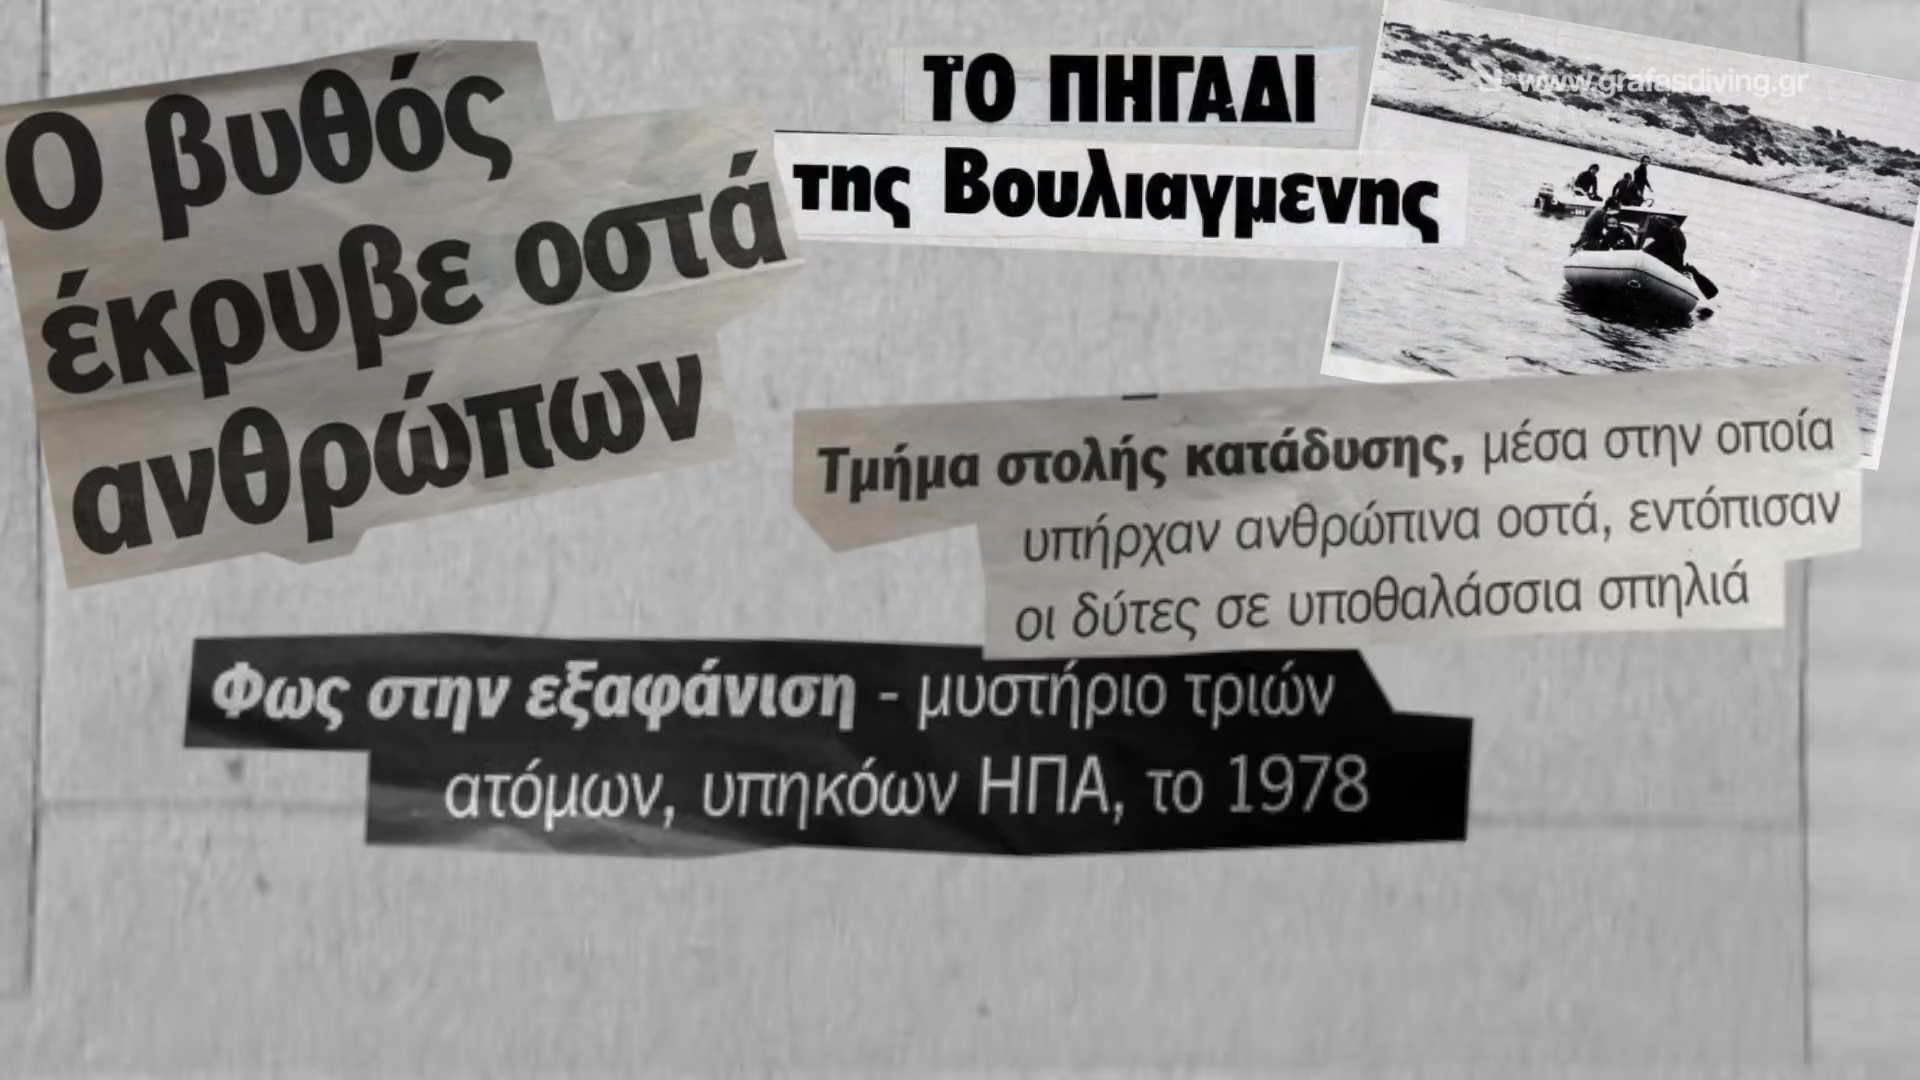 Ο βυθός
έκρυβε οστά
ανθρώπων
ΤΟ ΠΗΓΑΔΙ
της Βουλιαγμενης
www.grafasdiving.gr
Τμήμα στολής κατάδυσης, μέσα στην οποία
υπήρχαν ανθρώπινα οστά, εντόπισαν
οι δύτες σε υποθαλάσσια σπηλιά
Φως στην εξαφάνιση - μυστήριο τριών
ατόμων, υπηκόων ΗΠΑ, το 1978